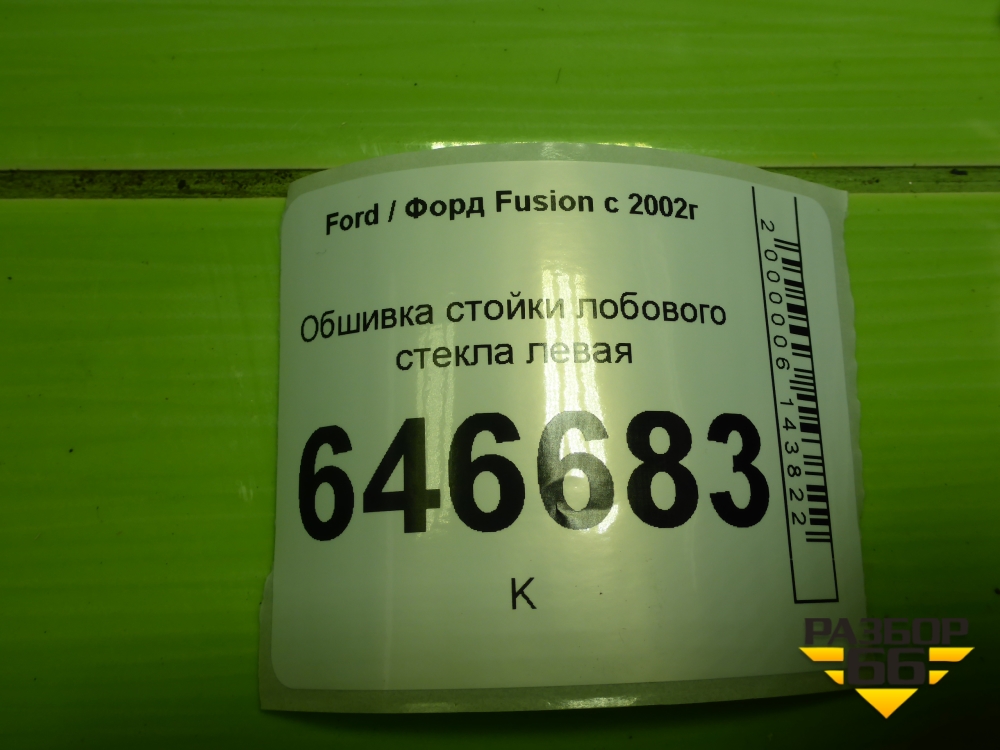 Ford / Форд Fusion с 2002г
Обшивка стойки лобового
стекла левая
646683
К
2000006143822
РАЗБОР
66